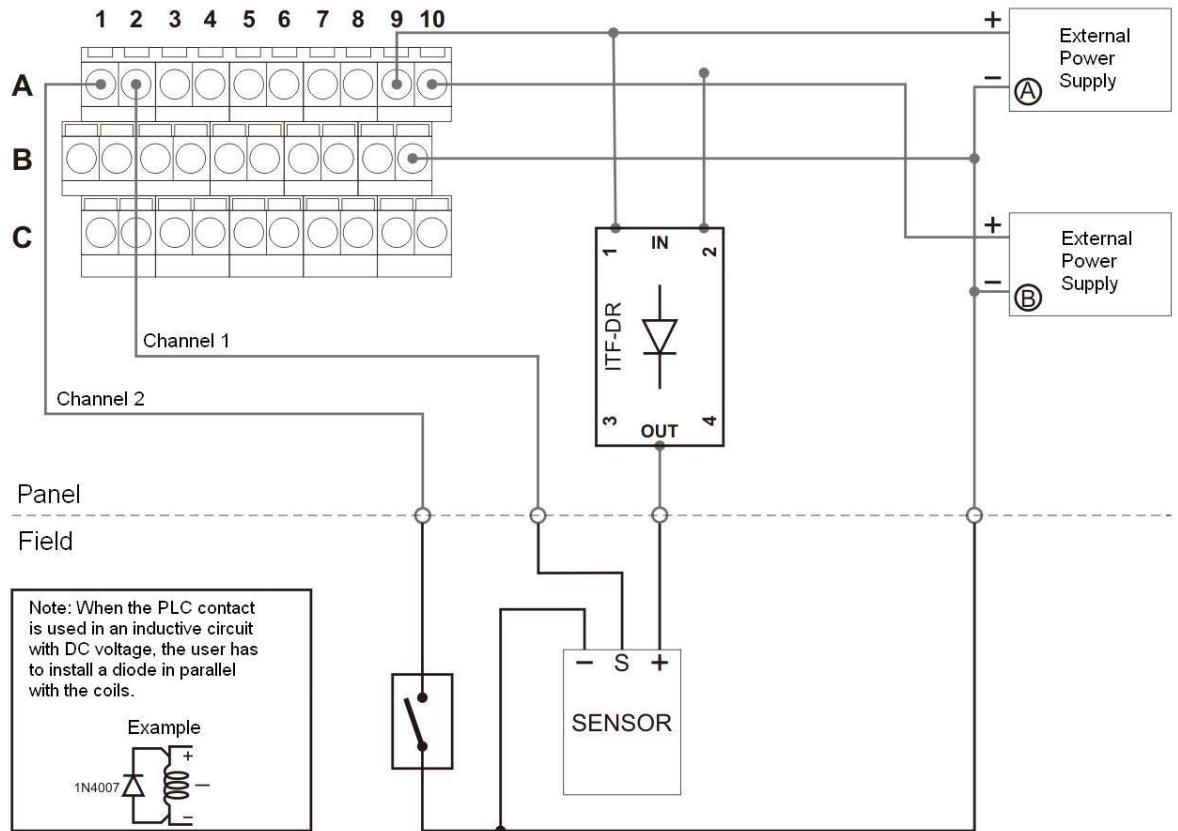 1 2 3 4 5 6 7 8 9 10
A
B
C
+
External
Power
Supply
−
A
+
External
Power
Supply
−
B
1
IN
2
ITF-DR
3
OUT
4
Channel 1
Channel 2
Panel
Field
Note: When the PLC contact
is used in an inductive circuit
with DC voltage, the user has
to install a diode in parallel
with the coils.
Example
1N4007
+
−
− S +
SENSOR